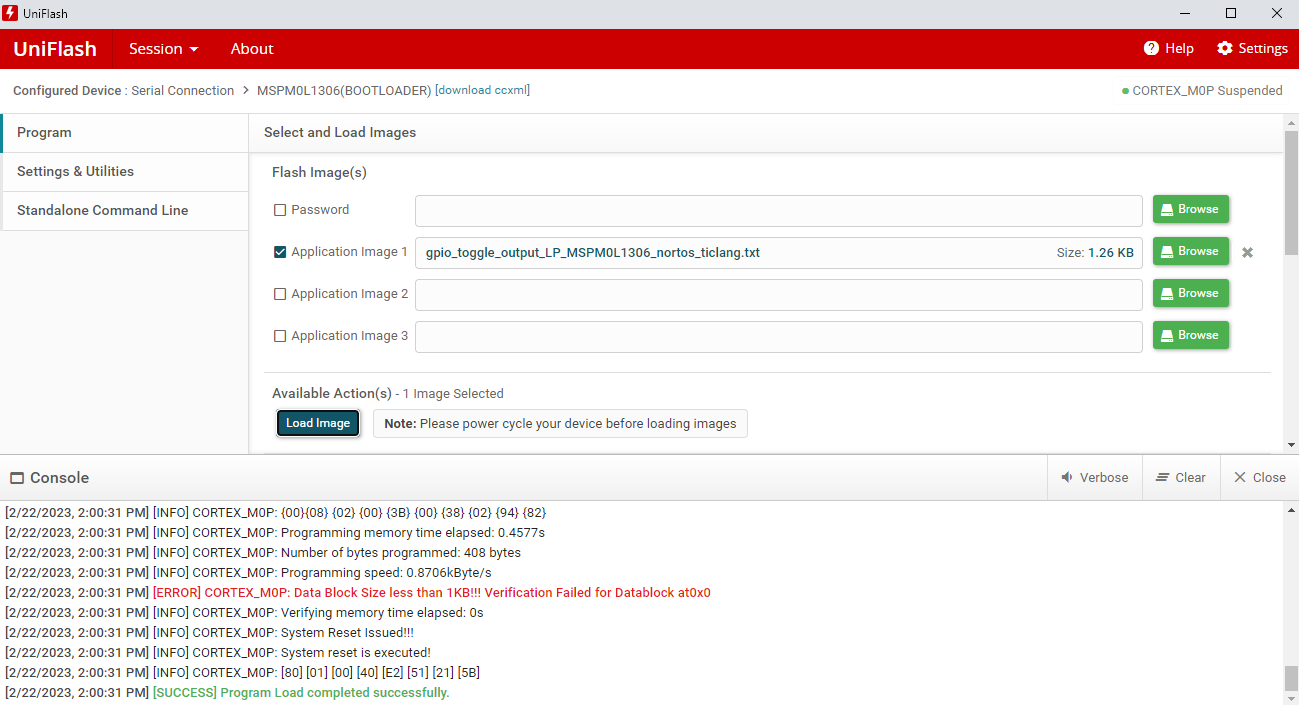 UniFlash
UniFlash Session About Help Settings
Configured Device : Serial Connection > MSPM0L1306(BOOTLOADER) [download ccxml] CORTEX_M0P Suspended
Program
Settings & Utilities
Standalone Command Line
Select and Load Images
Flash Image(s)
Password Browse
Application Image 1 gpio_toggle_output_LP_MSPM0L1306_nortos_ticlang.txt Size: 1.26 KB Browse
Application Image 2 Browse
Application Image 3 Browse
Available Action(s) - 1 Image Selected
Load Image Note: Please power cycle your device before loading images
Console Verbose Clear Close
[2/22/2023, 2:00:31 PM] [INFO] CORTEX_M0P: {00}{08} {02} {00} {3B} {00} {38} {02} {94} {82}
[2/22/2023, 2:00:31 PM] [INFO] CORTEX_M0P: Programming memory time elapsed: 0.4577s
[2/22/2023, 2:00:31 PM] [INFO] CORTEX_M0P: Number of bytes programmed: 408 bytes
[2/22/2023, 2:00:31 PM] [INFO] CORTEX_M0P: Programming speed: 0.8706kByte/s
[2/22/2023, 2:00:31 PM] [ERROR] CORTEX_M0P: Data Block Size less than 1KB!!! Verification Failed for Datablock at0x0
[2/22/2023, 2:00:31 PM] [INFO] CORTEX_M0P: Verifying memory time elapsed: 0s
[2/22/2023, 2:00:31 PM] [INFO] CORTEX_M0P: System Reset Issued!!!
[2/22/2023, 2:00:31 PM] [INFO] CORTEX_M0P: System reset is executed!
[2/22/2023, 2:00:31 PM] [INFO] CORTEX_M0P: [80] [01] [00] [40] [E2] [51] [21] [5B]
[2/22/2023, 2:00:31 PM] [SUCCESS] Program Load completed successfully.